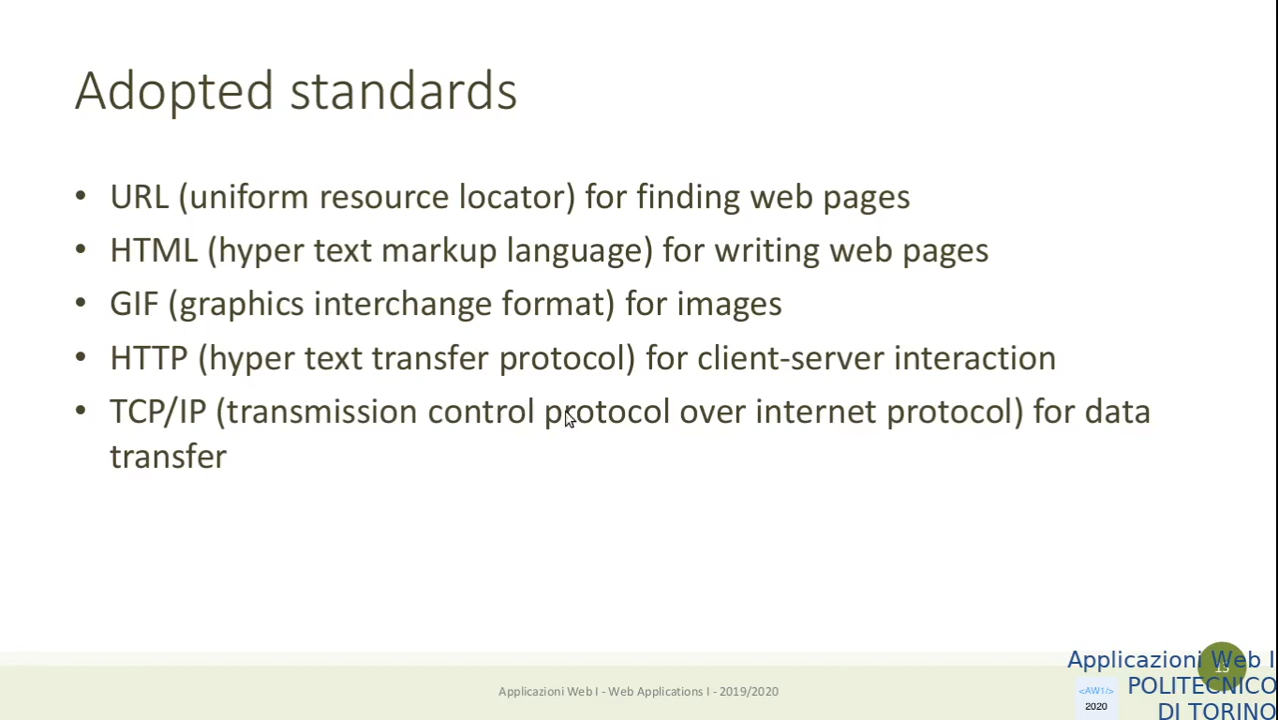 Adopted standards
• URL (uniform resource locator) for finding web pages
• HTML (hyper text markup language) for writing web pages
• GIF (graphics interchange format) for images
• HTTP (hyper text transfer protocol) for client-server interaction
• TCP/IP (transmission control protocol over internet protocol) for data
transfer
Applicazioni Web I - Web Applications I - 2019/2020
Applicazioni Web I
POLITECNICO
DI TORINO
<AW1/>
2020